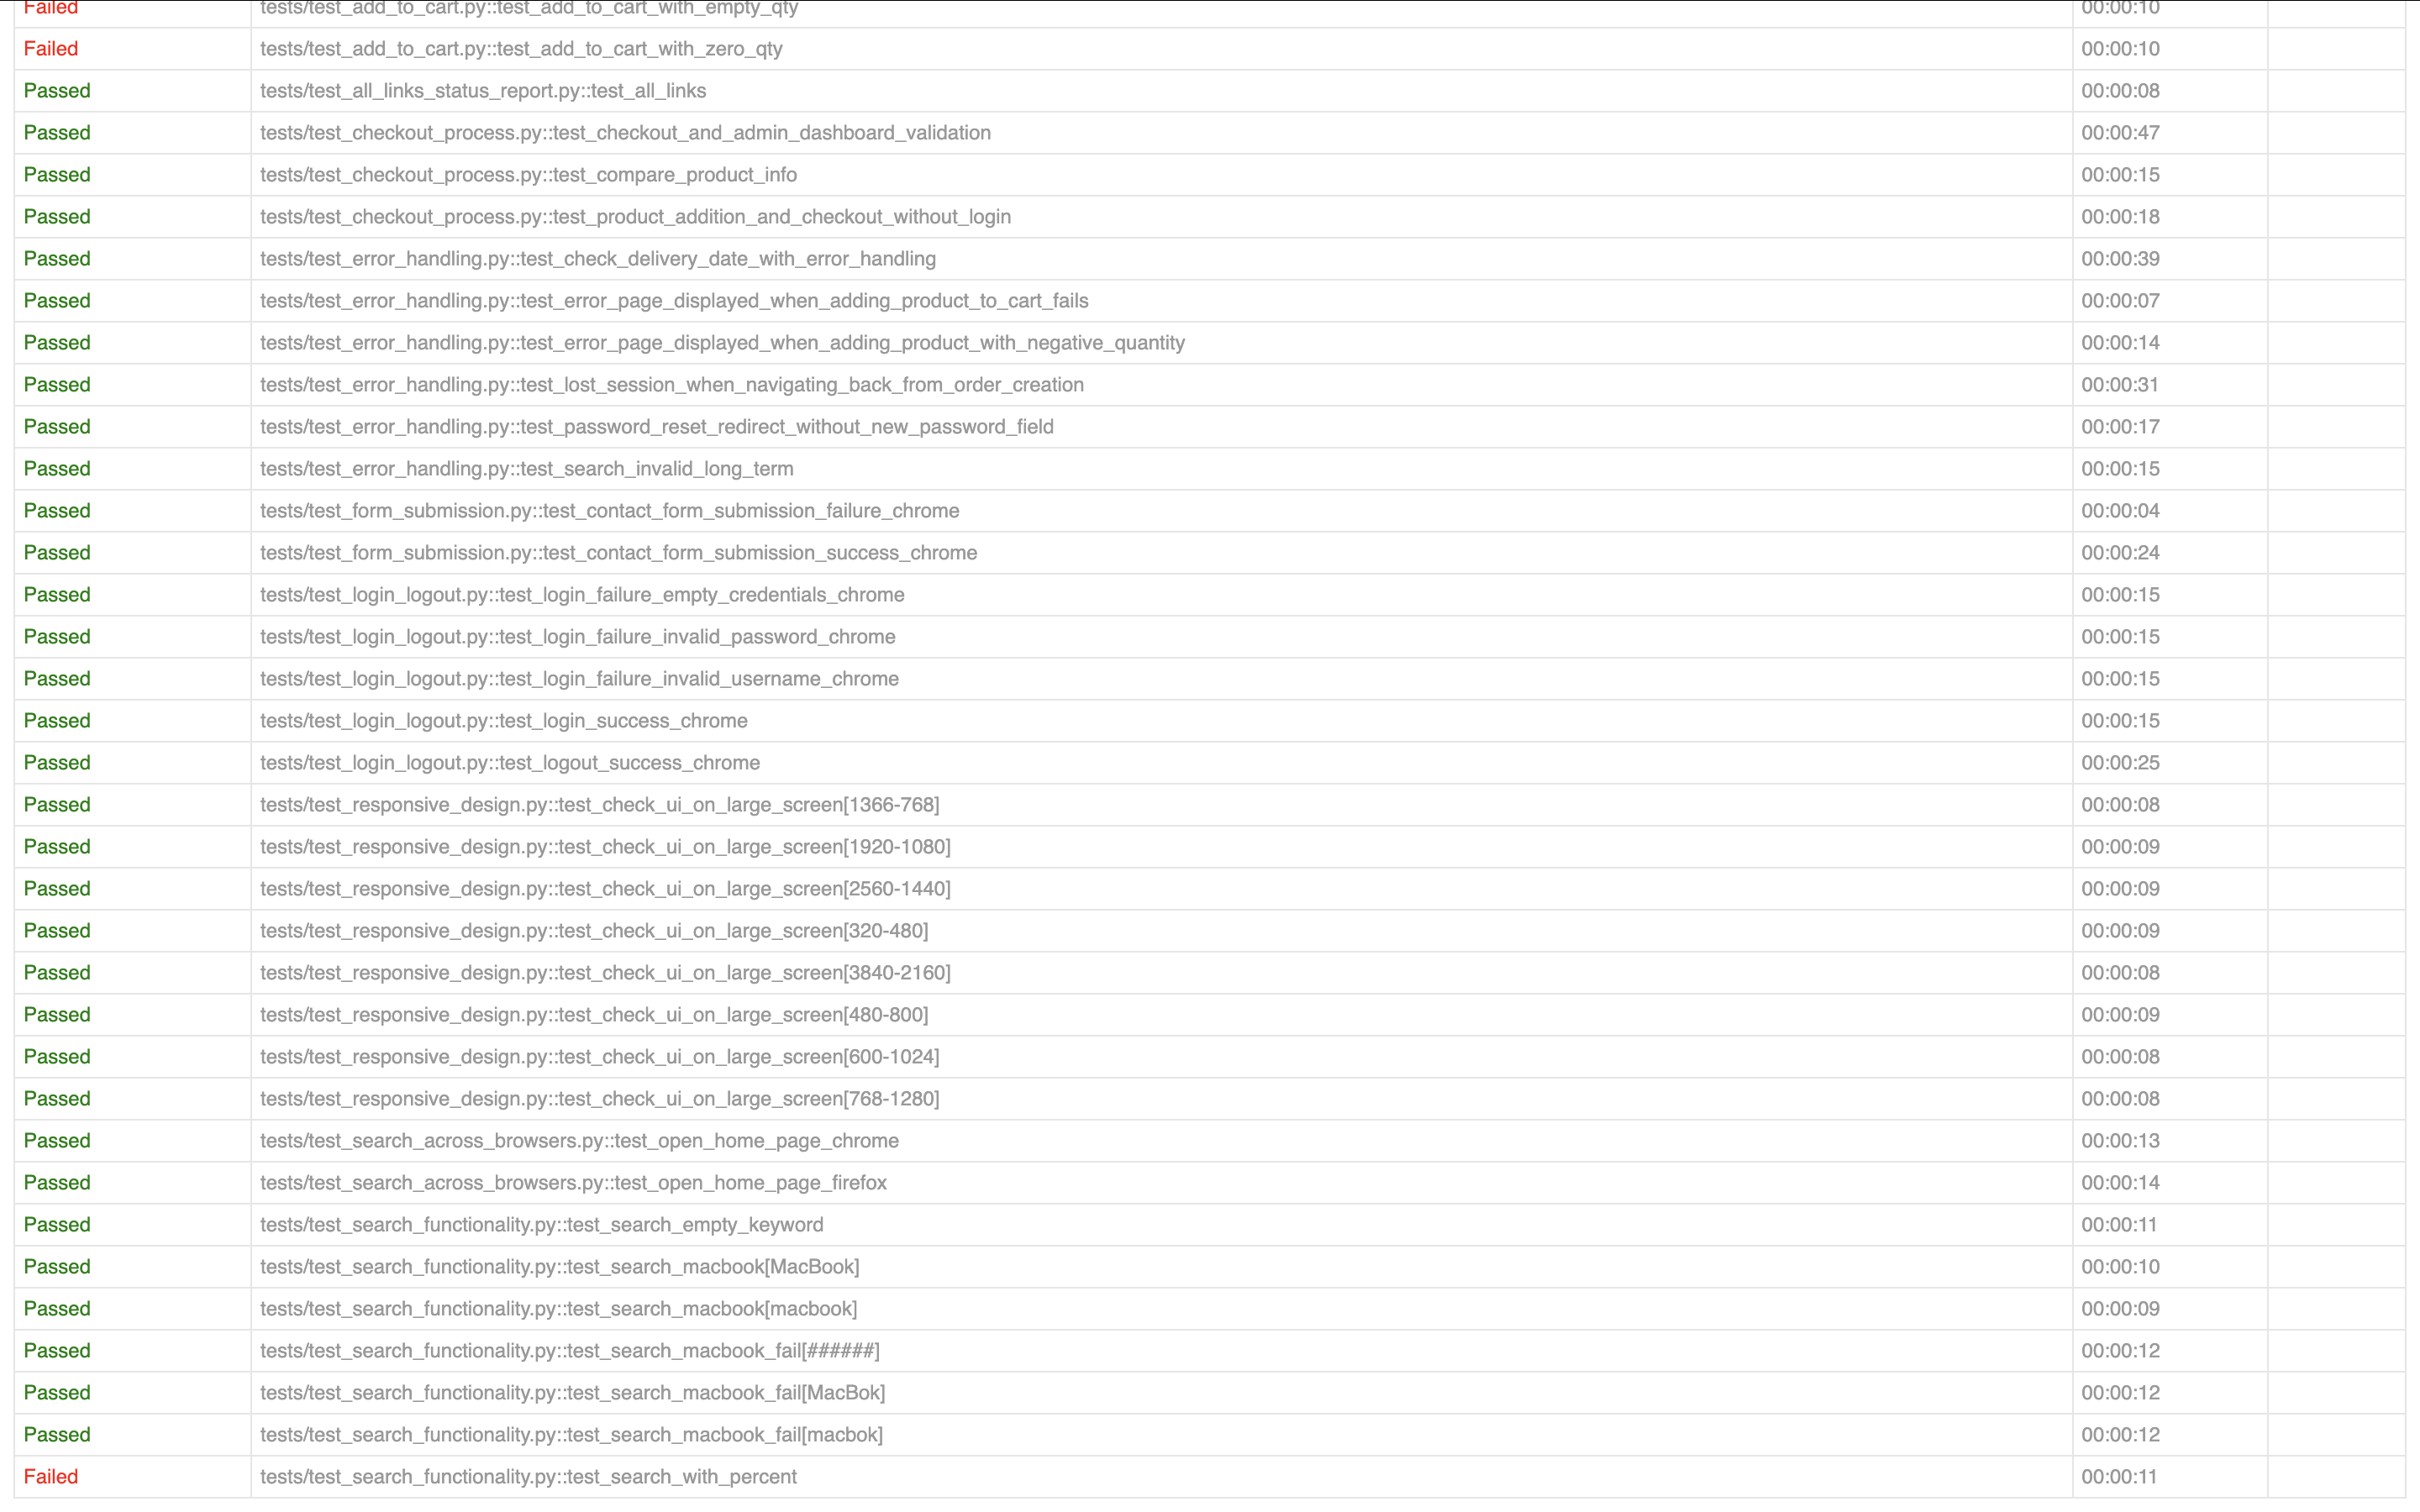 Failed tests/test_add_to_cart.py::test_add_to_cart_with_empty_qty 00:00:10
Failed tests/test_add_to_cart.py::test_add_to_cart_with_zero_qty 00:00:10
Passed tests/test_all_links_status_report.py::test_all_links 00:00:08
Passed tests/test_checkout_process.py::test_checkout_and_admin_dashboard_validation 00:00:47
Passed tests/test_checkout_process.py::test_compare_product_info 00:00:15
Passed tests/test_checkout_process.py::test_product_addition_and_checkout_without_login 00:00:18
Passed tests/test_error_handling.py::test_check_delivery_date_with_error_handling 00:00:39
Passed tests/test_error_handling.py::test_error_page_displayed_when_adding_product_to_cart_fails 00:00:07
Passed tests/test_error_handling.py::test_error_page_displayed_when_adding_product_with_negative_quantity 00:00:14
Passed tests/test_error_handling.py::test_lost_session_when_navigating_back_from_order_creation 00:00:31
Passed tests/test_error_handling.py::test_password_reset_redirect_without_new_password_field 00:00:17
Passed tests/test_error_handling.py::test_search_invalid_long_term 00:00:15
Passed tests/test_form_submission.py::test_contact_form_submission_failure_chrome 00:00:04
Passed tests/test_form_submission.py::test_contact_form_submission_success_chrome 00:00:24
Passed tests/test_login_logout.py::test_login_failure_empty_credentials_chrome 00:00:15
Passed tests/test_login_logout.py::test_login_failure_invalid_password_chrome 00:00:15
Passed tests/test_login_logout.py::test_login_failure_invalid_username_chrome 00:00:15
Passed tests/test_login_logout.py::test_login_success_chrome 00:00:15
Passed tests/test_login_logout.py::test_logout_success_chrome 00:00:25
Passed tests/test_responsive_design.py::test_check_ui_on_large_screen[1366-768] 00:00:08
Passed tests/test_responsive_design.py::test_check_ui_on_large_screen[1920-1080] 00:00:09
Passed tests/test_responsive_design.py::test_check_ui_on_large_screen[2560-1440] 00:00:09
Passed tests/test_responsive_design.py::test_check_ui_on_large_screen[320-480] 00:00:09
Passed tests/test_responsive_design.py::test_check_ui_on_large_screen[3840-2160] 00:00:08
Passed tests/test_responsive_design.py::test_check_ui_on_large_screen[480-800] 00:00:09
Passed tests/test_responsive_design.py::test_check_ui_on_large_screen[600-1024] 00:00:08
Passed tests/test_responsive_design.py::test_check_ui_on_large_screen[768-1280] 00:00:08
Passed tests/test_search_across_browsers.py::test_open_home_page_chrome 00:00:13
Passed tests/test_search_across_browsers.py::test_open_home_page_firefox 00:00:14
Passed tests/test_search_functionality.py::test_search_empty_keyword 00:00:11
Passed tests/test_search_functionality.py::test_search_macbook[MacBook] 00:00:10
Passed tests/test_search_functionality.py::test_search_macbook[macbook] 00:00:09
Passed tests/test_search_functionality.py::test_search_macbook_fail[######] 00:00:12
Passed tests/test_search_functionality.py::test_search_macbook_fail[MacBok] 00:00:12
Passed tests/test_search_functionality.py::test_search_macbook_fail[macbok] 00:00:12
Failed tests/test_search_functionality.py::test_search_with_percent 00:00:11